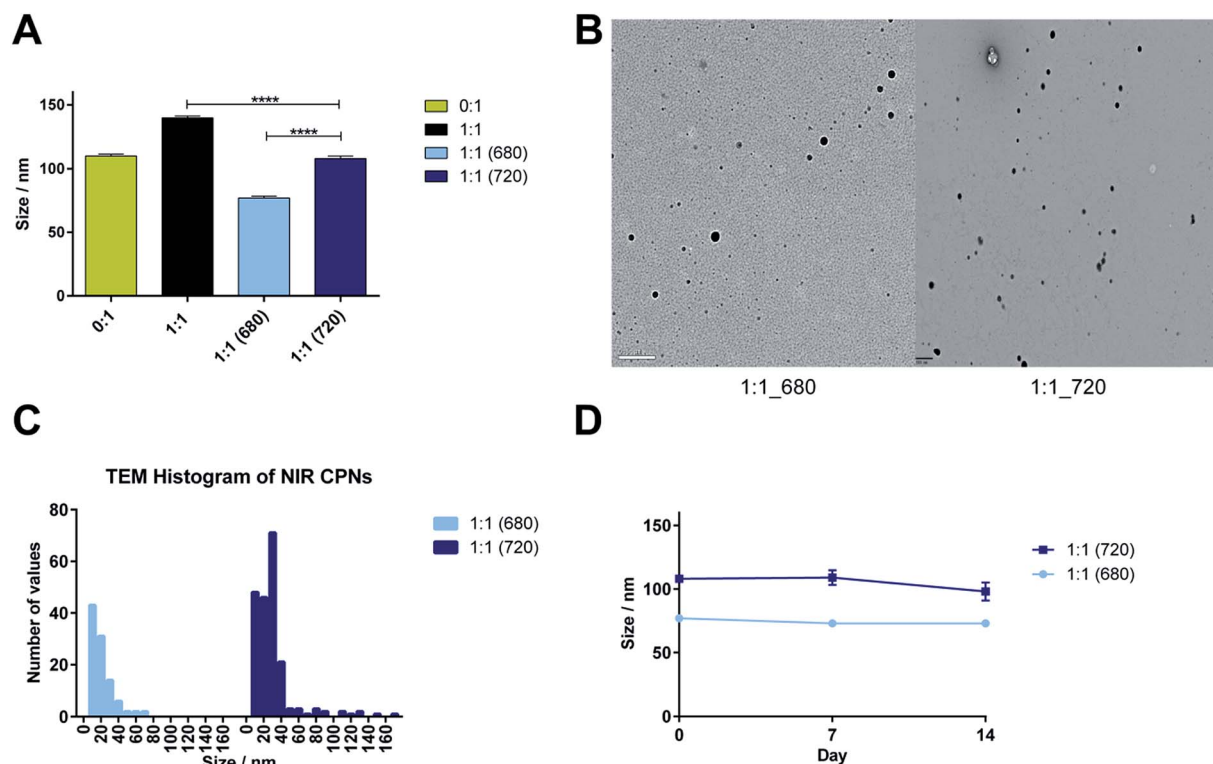 A
150
100
50
0
Size / nm
****
****
0:1
1:1
1:1 (680)
1:1 (720)
0:1
1:1
1:1 (680)
1:1 (720)
B
1:1_680
1:1_720
C
TEM Histogram of NIR CPNs
80
60
40
20
0
Number of values
0 20 40 60 80 100 120 140 160 0 20 40 60 80 100 120 140 160
Size / nm
1:1 (680)
1:1 (720)
D
150
100
50
0
Size / nm
0 7 14
Day
1:1 (720)
1:1 (680)